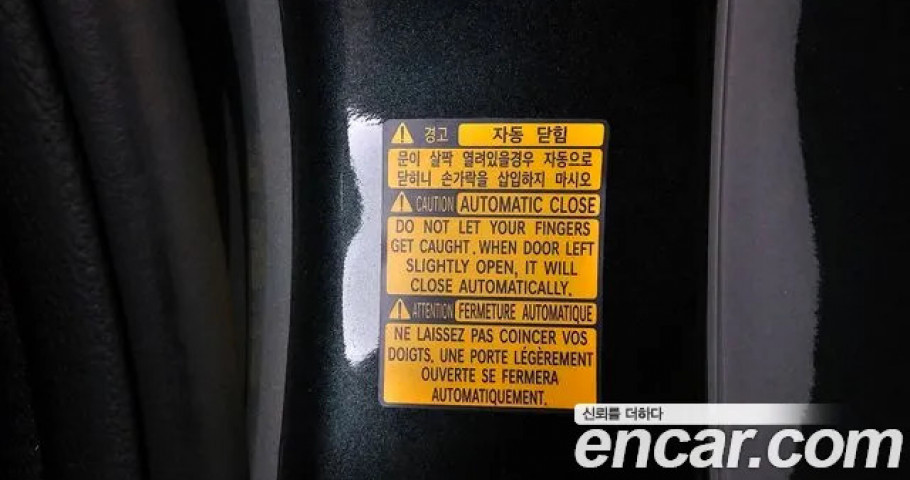 경고 자동 닫힘
문이 살짝 열려있을경우 자동으로
닫히니 손가락을 삽입하지 마시오
CAUTION AUTOMATIC CLOSE
DO NOT LET YOUR FINGERS
GET CAUGHT. WHEN DOOR LEFT
SLIGHTLY OPEN, IT WILL
CLOSE AUTOMATICALLY.
ATTENTION FERMETURE AUTOMATIQUE
NE LAISSEZ PAS COINCER VOS
DOIGTS. UNE PORTE LÉGÈREMENT
OUVERTE SE FERMERA
AUTOMATIQUEMENT.
신뢰를 더하다
encar.com